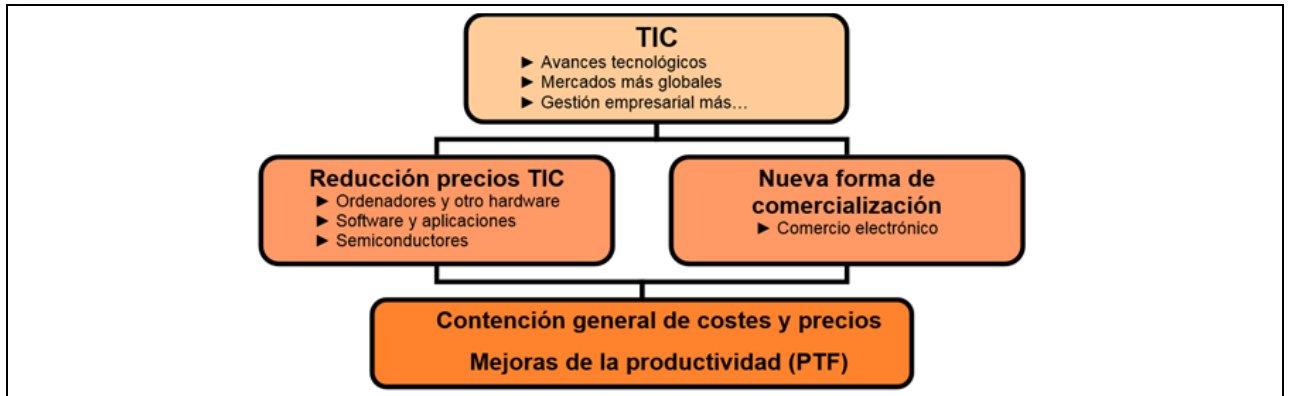 TIC
► Avances tecnológicos
► Mercados más globales
► Gestión empresarial más…
Reducción precios TIC
► Ordenadores y otro hardware
► Software y aplicaciones
► Semiconductores
Nueva forma de
comercialización
► Comercio electrónico
Contención general de costes y precios
Mejoras de la productividad (PTF)